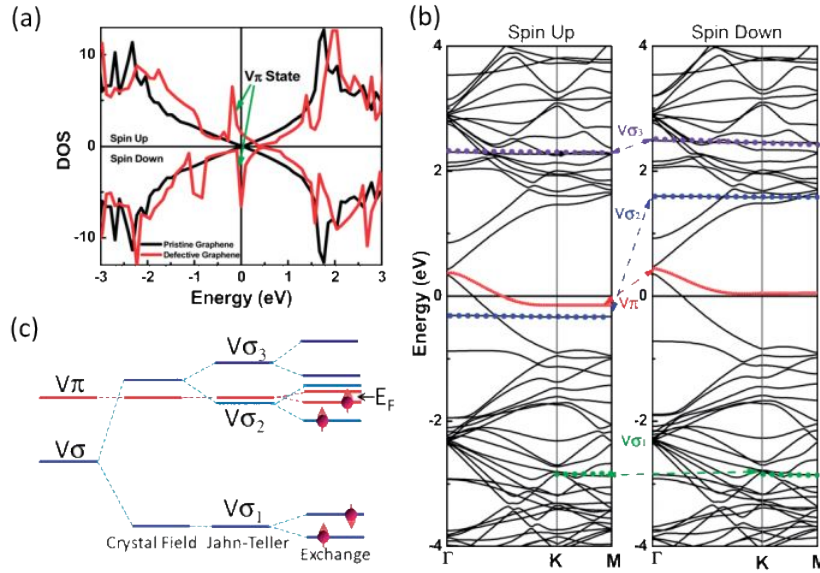 (a)
10
0
-10
DOS
Vπ State
Spin Up
Spin Down
Pristine Graphene
Defective Graphene
-3 -2 -1 0 1 2 3
Energy (eV)
(b)
Spin Up Spin Down
4
2
0
-2
-4
Energy (eV)
Vσ3
Vσ2
Vπ
Vσ1
Γ K M Γ K M
(c)
Vσ3
Vπ
EF
Vσ2
Vσ
Vσ1
Crystal Field Jahn-Teller Exchange